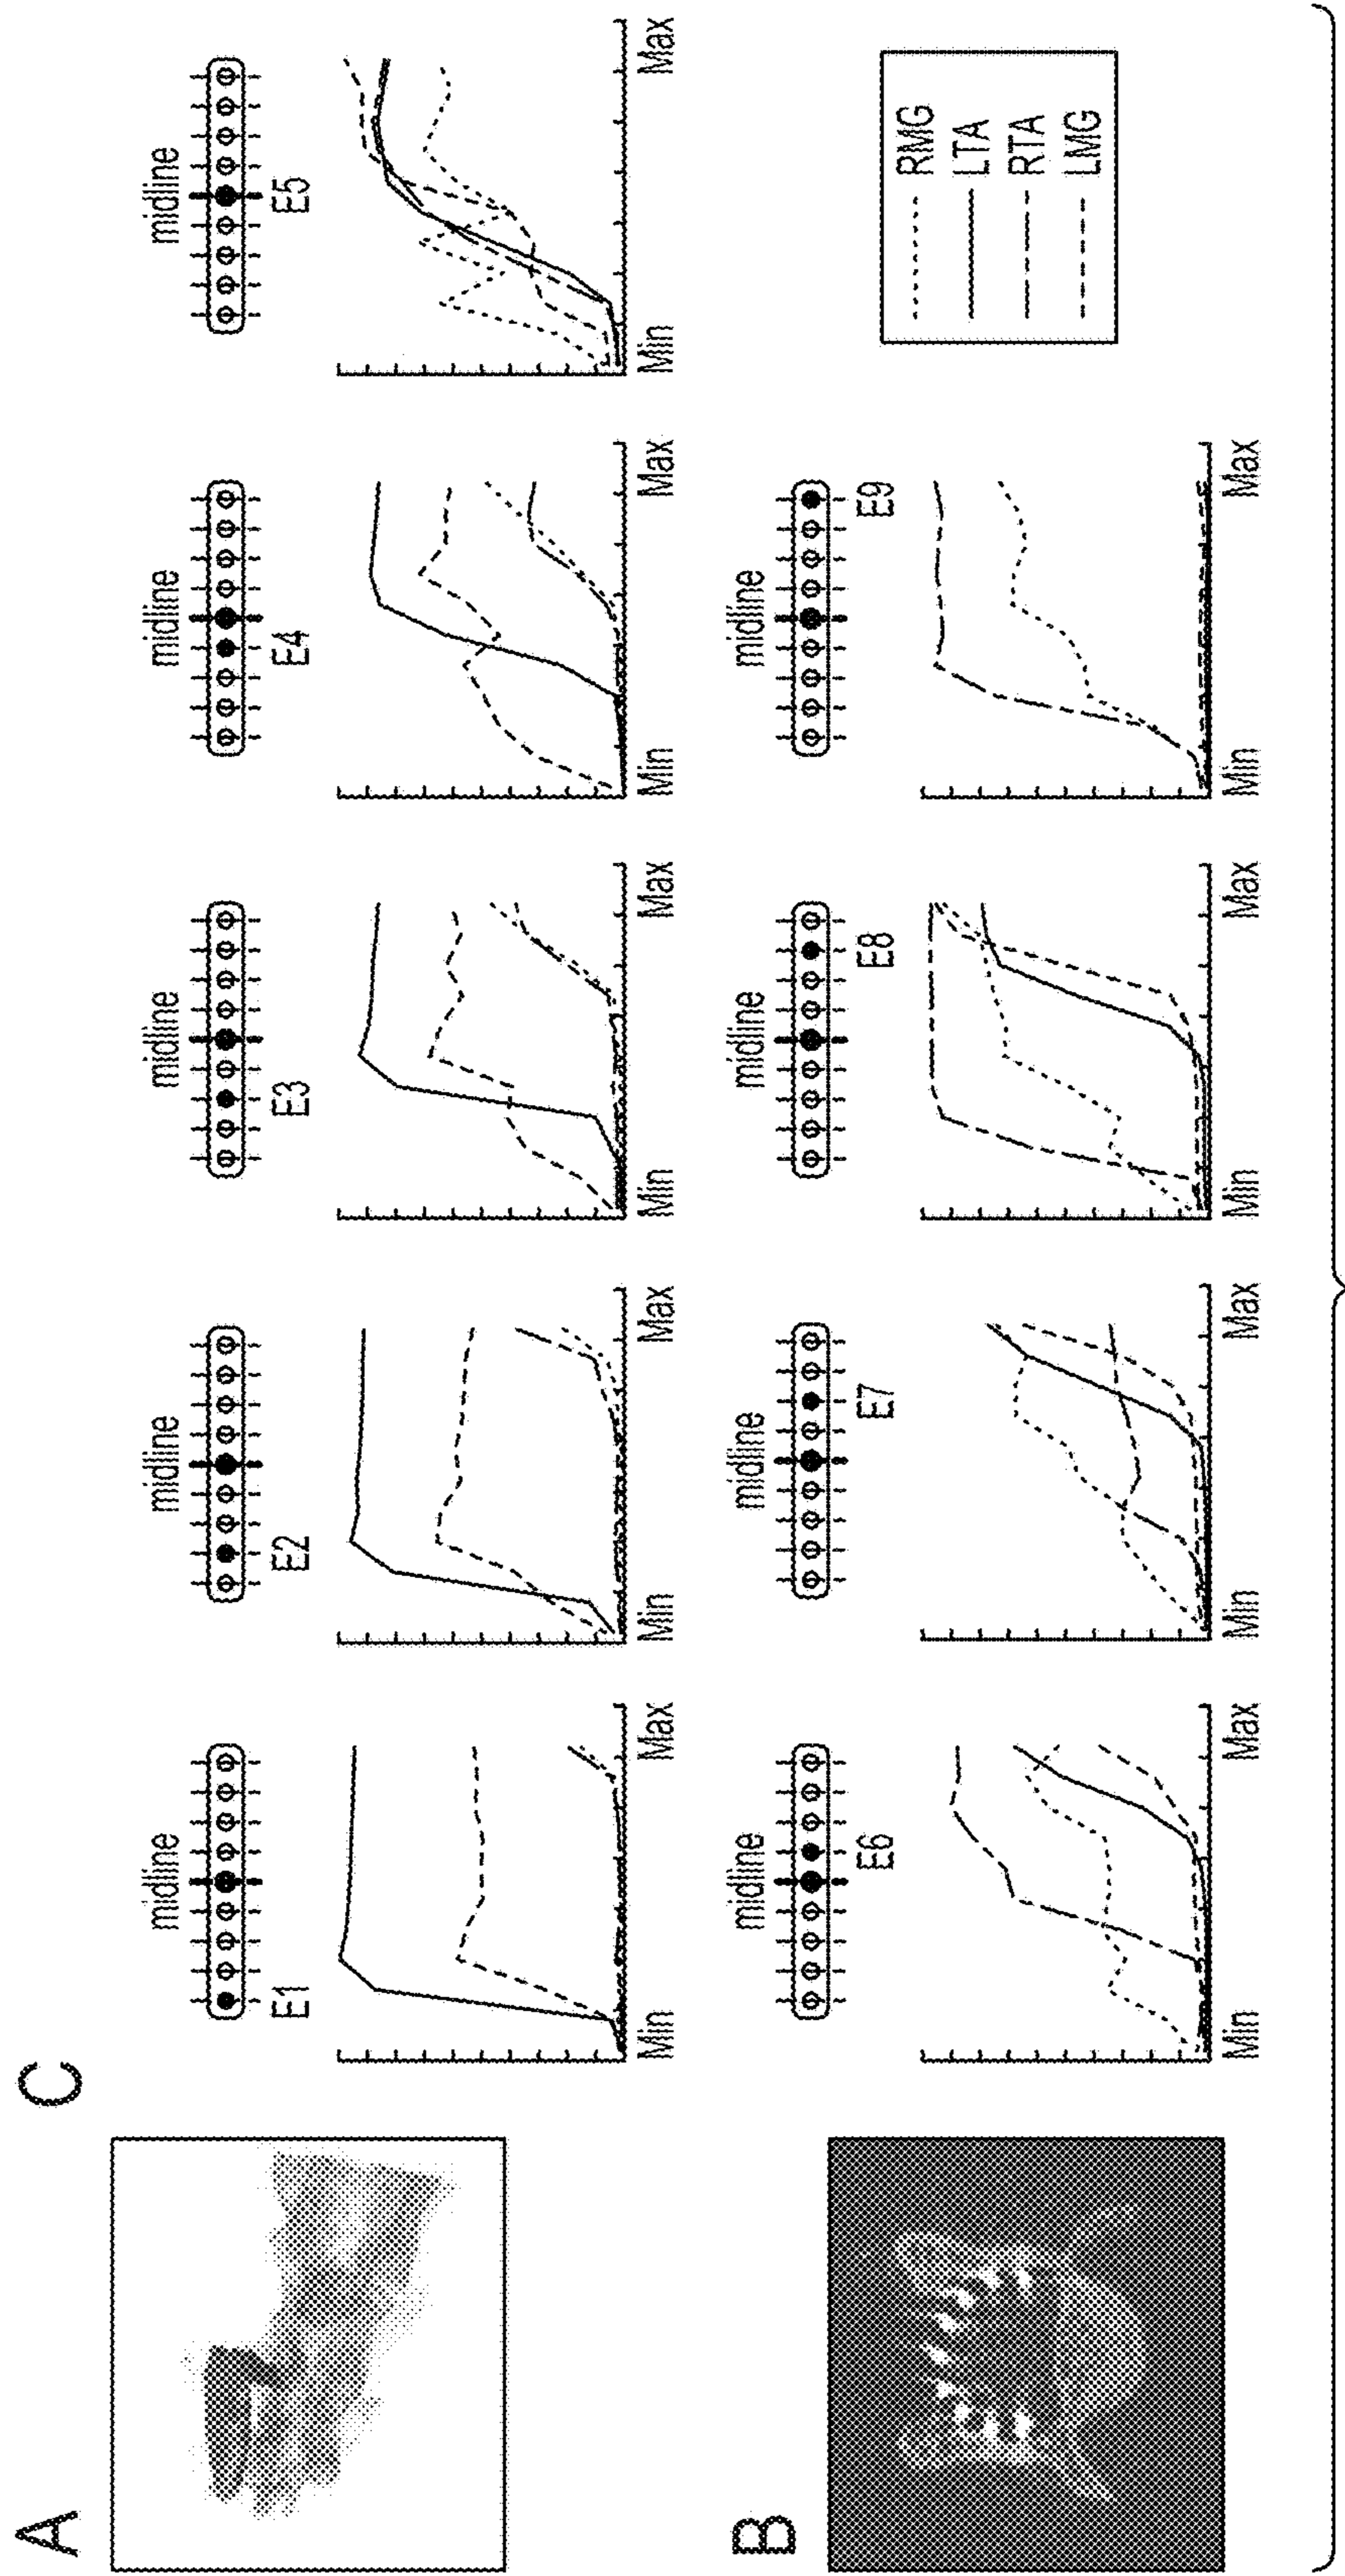 A
B
C
midline
E1
Min
Max
midline
E2
Min
Max
midline
E3
Min
Max
midline
E4
Min
Max
midline
E5
Min
Max
midline
E6
Min
Max
midline
E7
Min
Max
midline
E8
Min
Max
midline
E9
Min
Max
RMG
LTA
RTA
LMG